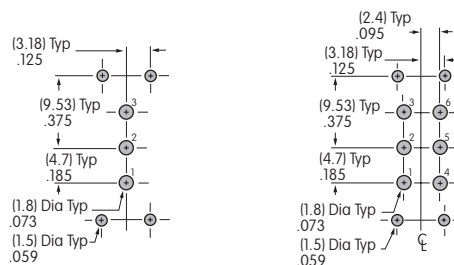 (3.18) Typ
.125
(9.53) Typ
.375
(4.7) Typ
.185
(1.8) Dia Typ
.073
(1.5) Dia Typ
.059
3
2
1
(2.4) Typ
.095
(3.18) Typ
.125
(9.53) Typ
.375
(4.7) Typ
.185
(1.8) Dia Typ
.073
(1.5) Dia Typ
.059
3
6
2
5
1
4
℄